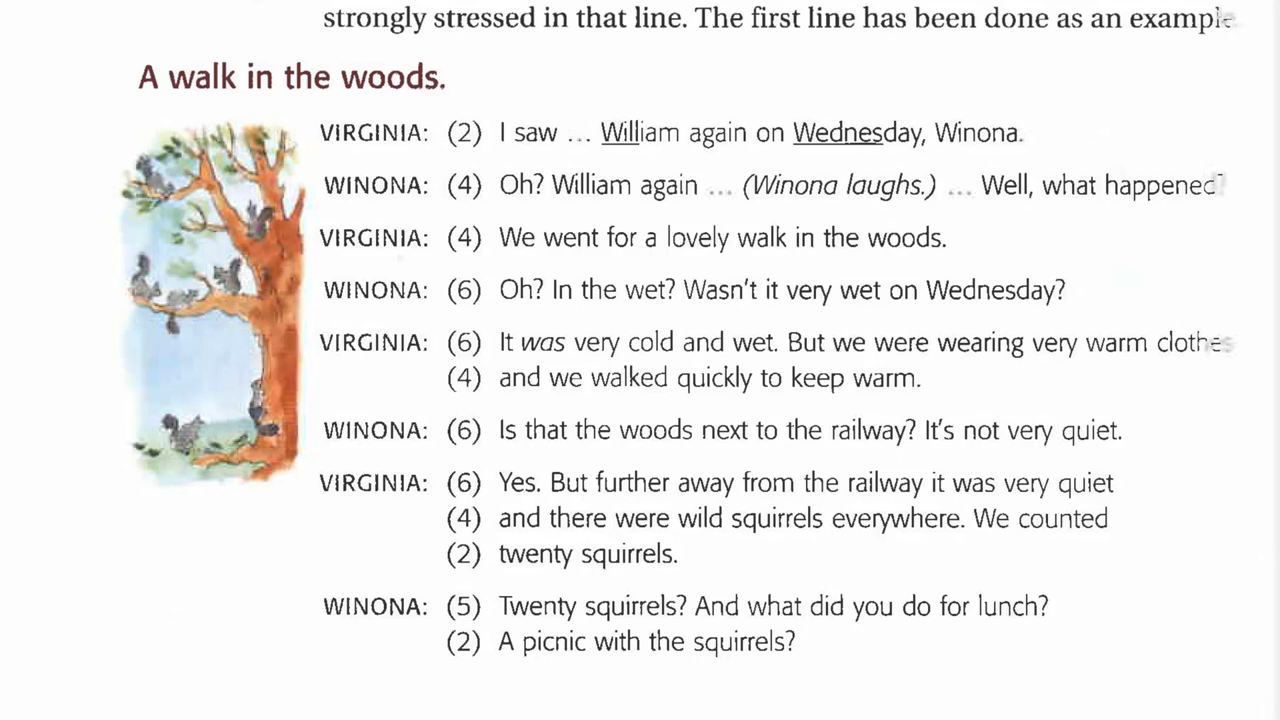 strongly stressed in that line. The first line has been done as an example
A walk in the woods.
VIRGINIA: (2) I saw ... William again on Wednesday, Winona.
WINONA: (4) Oh? William again ... (Winona laughs.) ... Well, what happened?
VIRGINIA: (4) We went for a lovely walk in the woods.
WINONA: (6) Oh? In the wet? Wasn't it very wet on Wednesday?
VIRGINIA: (6) It was very cold and wet. But we were wearing very warm clothes
(4) and we walked quickly to keep warm.
WINONA: (6) Is that the woods next to the railway? It's not very quiet.
VIRGINIA: (6) Yes. But further away from the railway it was very quiet
(4) and there were wild squirrels everywhere. We counted
(2) twenty squirrels.
WINONA: (5) Twenty squirrels? And what did you do for lunch?
(2) A picnic with the squirrels?